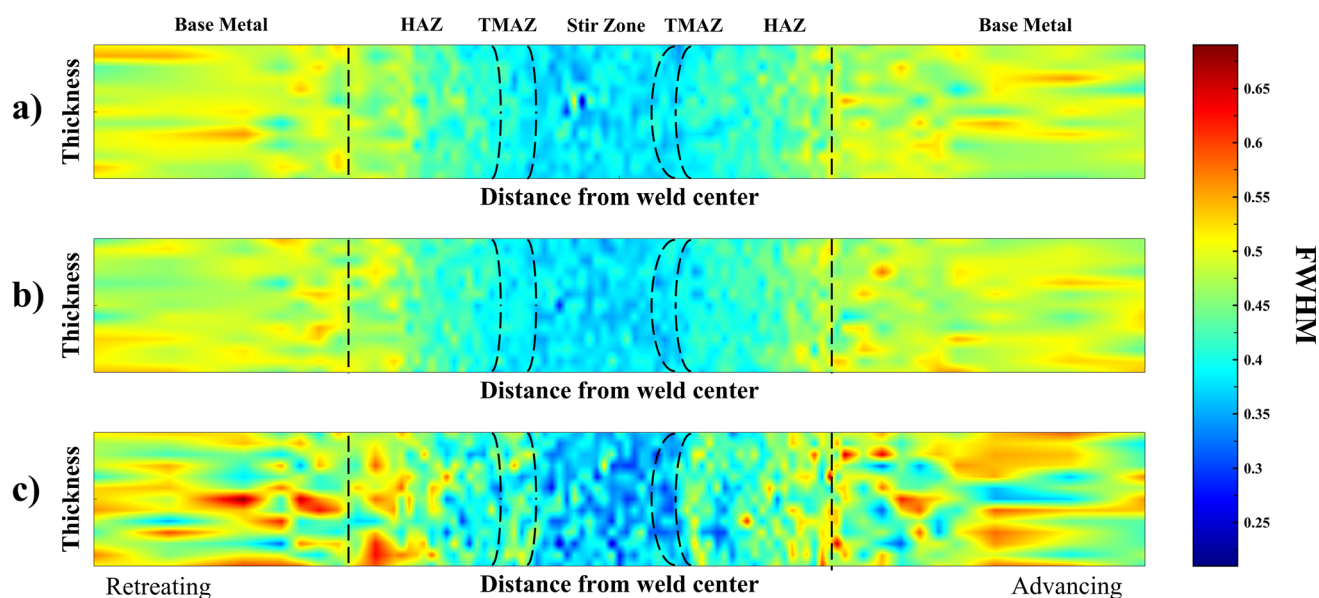 Base Metal HAZ TMAZ Stir Zone TMAZ HAZ Base Metal
a)
Thickness
Distance from weld center
b)
Thickness
Distance from weld center
c)
Thickness
Retreating Distance from weld center Advancing
0.65
0.6
0.55
0.5
0.45
0.4
0.35
0.3
0.25
FWHM